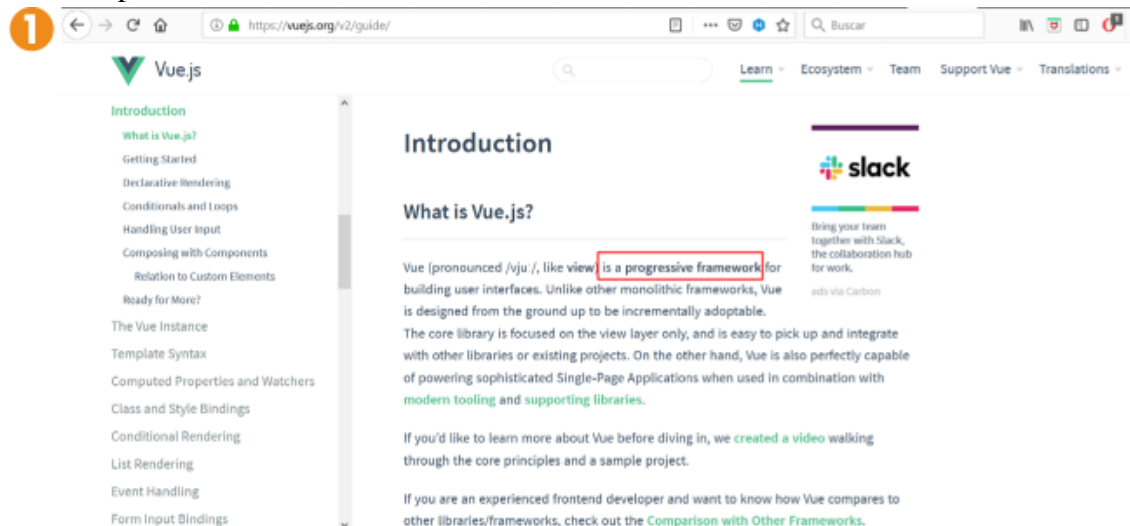 1
https://vuejs.org/v2/guide/
Buscar
Vue.js
Learn
Ecosystem
Team
Support Vue
Translations
Introduction
What is Vue.js?
Getting Started
Declarative Rendering
Conditionals and Loops
Handling User Input
Composing with Components
Relation to Custom Elements
Ready for More?
The Vue Instance
Template Syntax
Computed Properties and Watchers
Class and Style Bindings
Conditional Rendering
List Rendering
Event Handling
Form Input Bindings
Introduction
What is Vue.js?
Vue (pronounced /vjuː/, like view) is a progressive framework for
building user interfaces. Unlike other monolithic frameworks, Vue
is designed from the ground up to be incrementally adoptable.
The core library is focused on the view layer only, and is easy to pick up and integrate
with other libraries or existing projects. On the other hand, Vue is also perfectly capable
of powering sophisticated Single-Page Applications when used in combination with
modern tooling and supporting libraries.
If you'd like to learn more about Vue before diving in, we created a video walking
through the core principles and a sample project.
If you are an experienced frontend developer and want to know how Vue compares to
other libraries/frameworks, check out the Comparison with Other Frameworks.
slack
Bring your team
together with Slack,
the collaboration hub
for work.
ads via Carbon